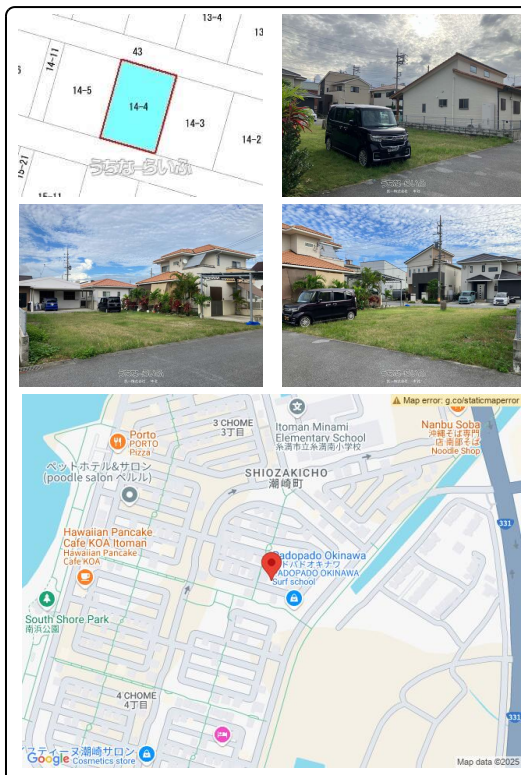 13-4
13
43
14-11
14-5
14-4
14-3
14-2
15-21
15-11
うちなーらいふ
うちなーらいふ
うちなーらいふ
うちなーらいふ
Map error: g.co/staticmaperror
3 CHOME
3丁目
Itoman Minami
Elementary School
糸満市立糸満南小学校
Nanbu Soba
沖縄そば専門
店 南部そば
Noodle Shop
Porto
PORTO
Pizza
SHIOZAKICHO
潮崎町
ペットホテル&サロン
(poodle salon ペルル)
331
Hawaiian Pancake
Cafe KOA Itoman
Hawaiian Pancake
Cafe KOA
Padopado Okinawa
ドパドオキナワ
ADOPADO OKINAWA
Surf school
South Shore Park
南浜公園
331
4 CHOME
4丁目
スティーヌ潮崎サロン
Cosmetics store
Google
Map data ©2025